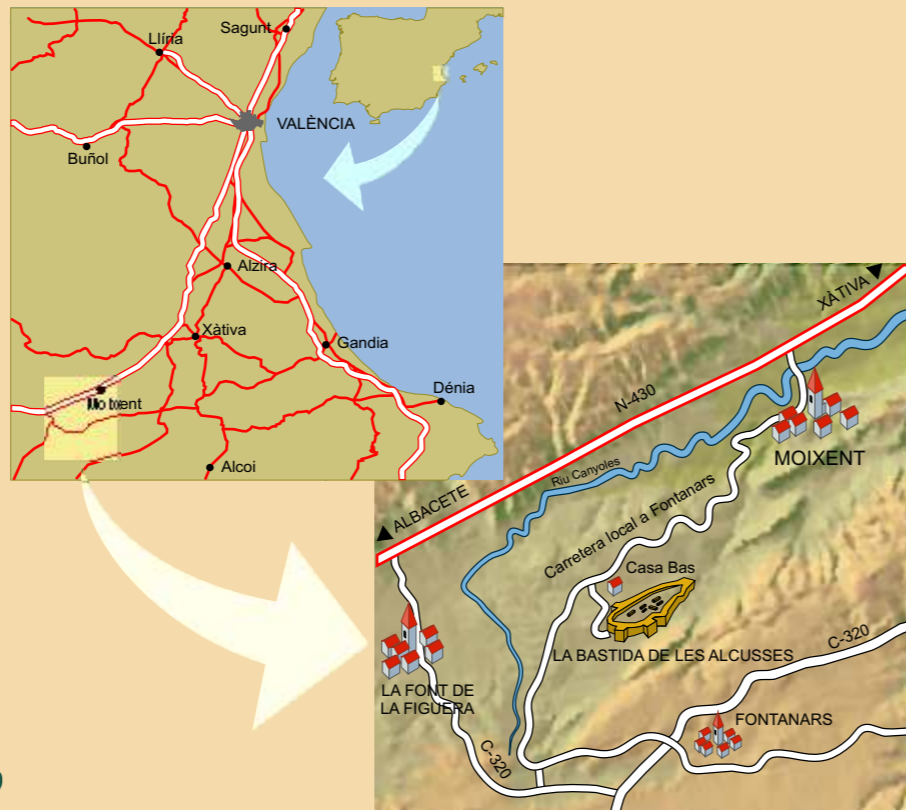 Sagunt
Llíria
VALÈNCIA
Buñol
Alzira
Xàtiva
Gandia
Dénia
Alcoi
XÀTIVA
N-430
MOIXENT
Riu Canyoles
ALBACETE
Carretera local a Fontanars
Casa Bas
LA BASTIDA DE LES ALCUSSES
C-320
LA FONT DE
LA FIGUERA
FONTANARS
C-320